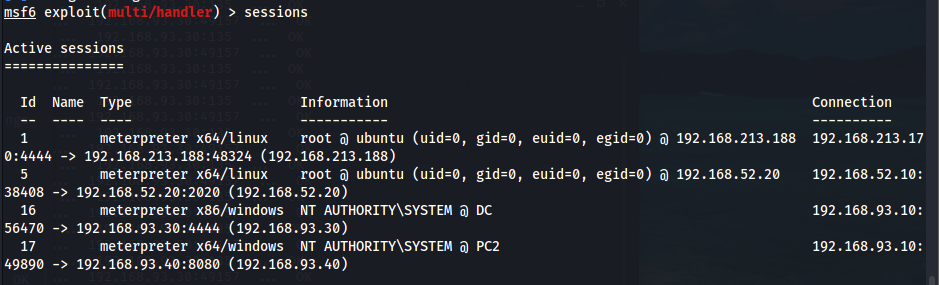 msf6 exploit(multi/handler) > sessions
Active sessions
===============
Id Name Type Information Connection
-- ---- ---- ----------- ----------
1 meterpreter x64/linux root @ ubuntu (uid=0, gid=0, euid=0, egid=0) @ 192.168.213.188 192.168.213.17
0:4444 -> 192.168.213.188:48324 (192.168.213.188)
5 meterpreter x64/linux root @ ubuntu (uid=0, gid=0, euid=0, egid=0) @ 192.168.52.20 192.168.52.10:
38408 -> 192.168.52.20:2020 (192.168.52.20)
16 meterpreter x86/windows NT AUTHORITY\SYSTEM @ DC 192.168.93.10:
56470 -> 192.168.93.30:4444 (192.168.93.30)
17 meterpreter x64/windows NT AUTHORITY\SYSTEM @ PC2 192.168.93.10:
49890 -> 192.168.93.40:8080 (192.168.93.40)